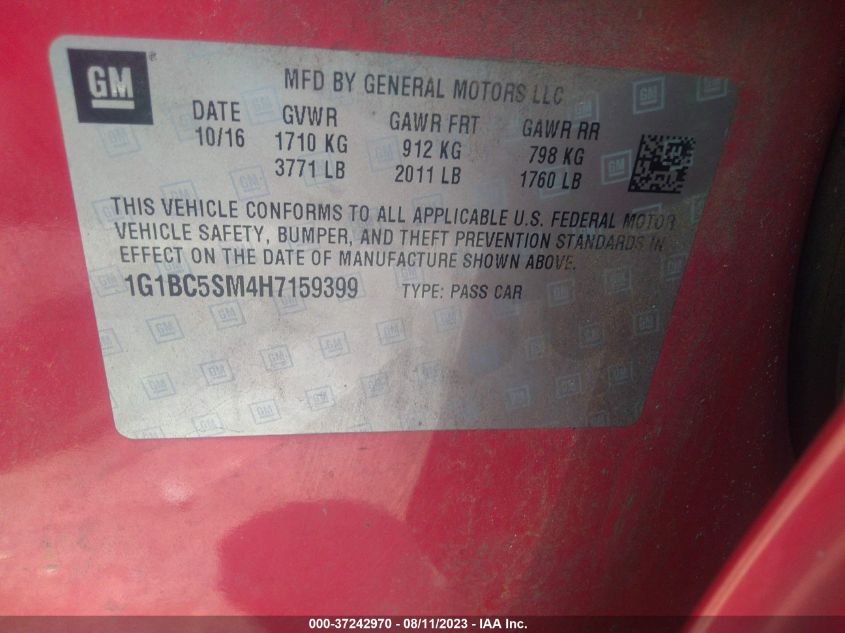 GM
MFD BY GENERAL MOTORS LLC
DATE GVWR GAWR FRT GAWR RR
10/16 1710 KG 912 KG 798 KG
3771 LB 2011 LB 1760 LB
THIS VEHICLE CONFORMS TO ALL APPLICABLE U.S. FEDERAL MOTOR
VEHICLE SAFETY, BUMPER, AND THEFT PREVENTION STANDARDS IN
EFFECT ON THE DATE OF MANUFACTURE SHOWN ABOVE.
1G1BC5SM4H7159399 TYPE: PASS CAR
000-37242970 - 08/11/2023 - IAA Inc.